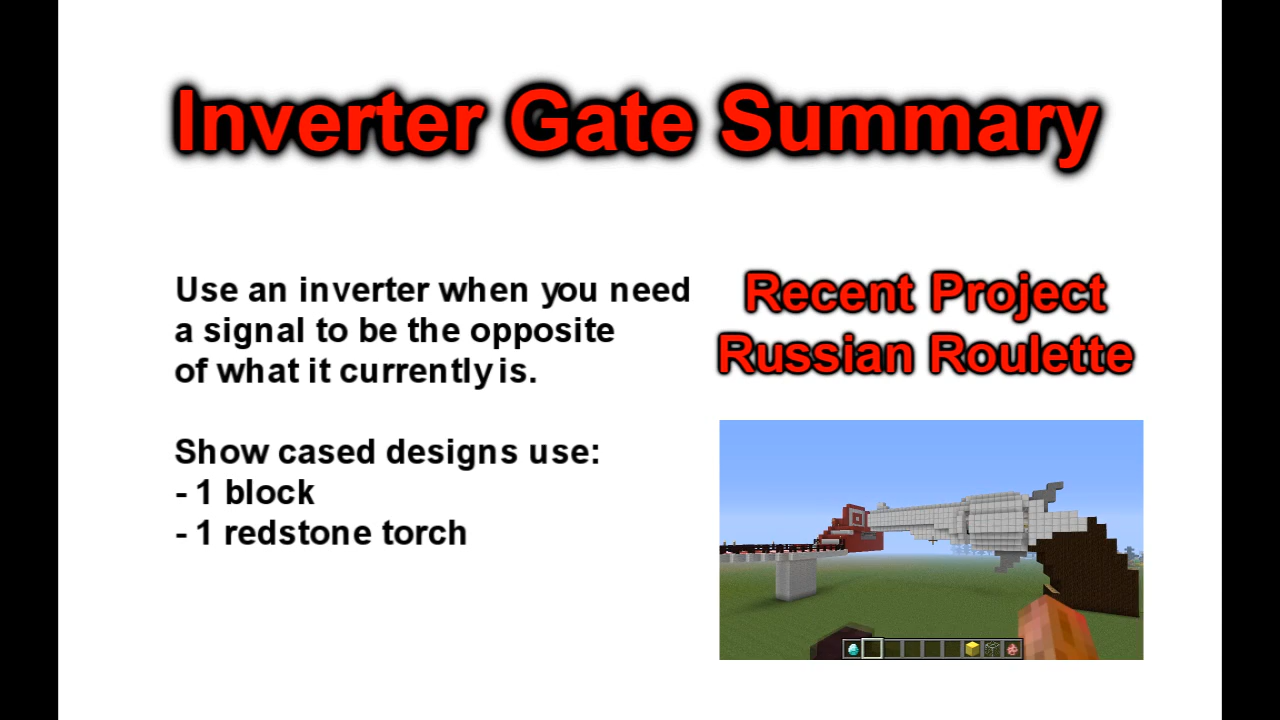 Inverter Gate Summary
Use an inverter when you need
a signal to be the opposite
of what it currently is.
Show cased designs use:
- 1 block
- 1 redstone torch
Recent Project
Russian Roulette